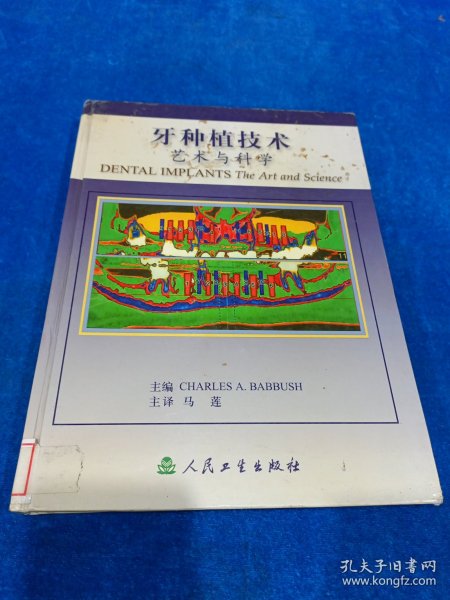 牙种植技术
艺术与科学
DENTAL IMPLANTS The Art and Science
主编 CHARLES A. BABBUSH
主译 马 莲
人民卫生出版社
孔夫子旧书网
www.kongfz.com